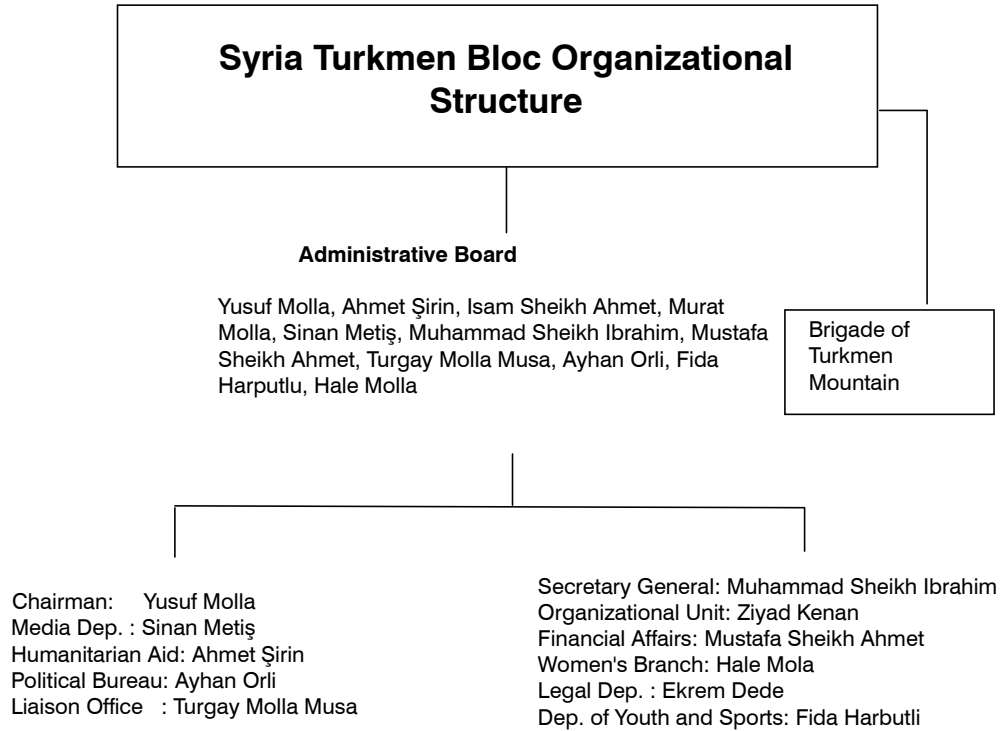 Syria Turkmen Bloc Organizational
Structure
Administrative Board
Yusuf Molla, Ahmet Şirin, Isam Sheikh Ahmet, Murat
Molla, Sinan Metiş, Muhammad Sheikh Ibrahim, Mustafa
Sheikh Ahmet, Turgay Molla Musa, Ayhan Orli, Fida
Harputlu, Hale Molla
Brigade of
Turkmen
Mountain
Chairman: Yusuf Molla
Media Dep. : Sinan Metiş
Humanitarian Aid: Ahmet Şirin
Political Bureau: Ayhan Orli
Liaison Office : Turgay Molla Musa
Secretary General: Muhammad Sheikh Ibrahim
Organizational Unit: Ziyad Kenan
Financial Affairs: Mustafa Sheikh Ahmet
Women's Branch: Hale Mola
Legal Dep. : Ekrem Dede
Dep. of Youth and Sports: Fida Harbutli